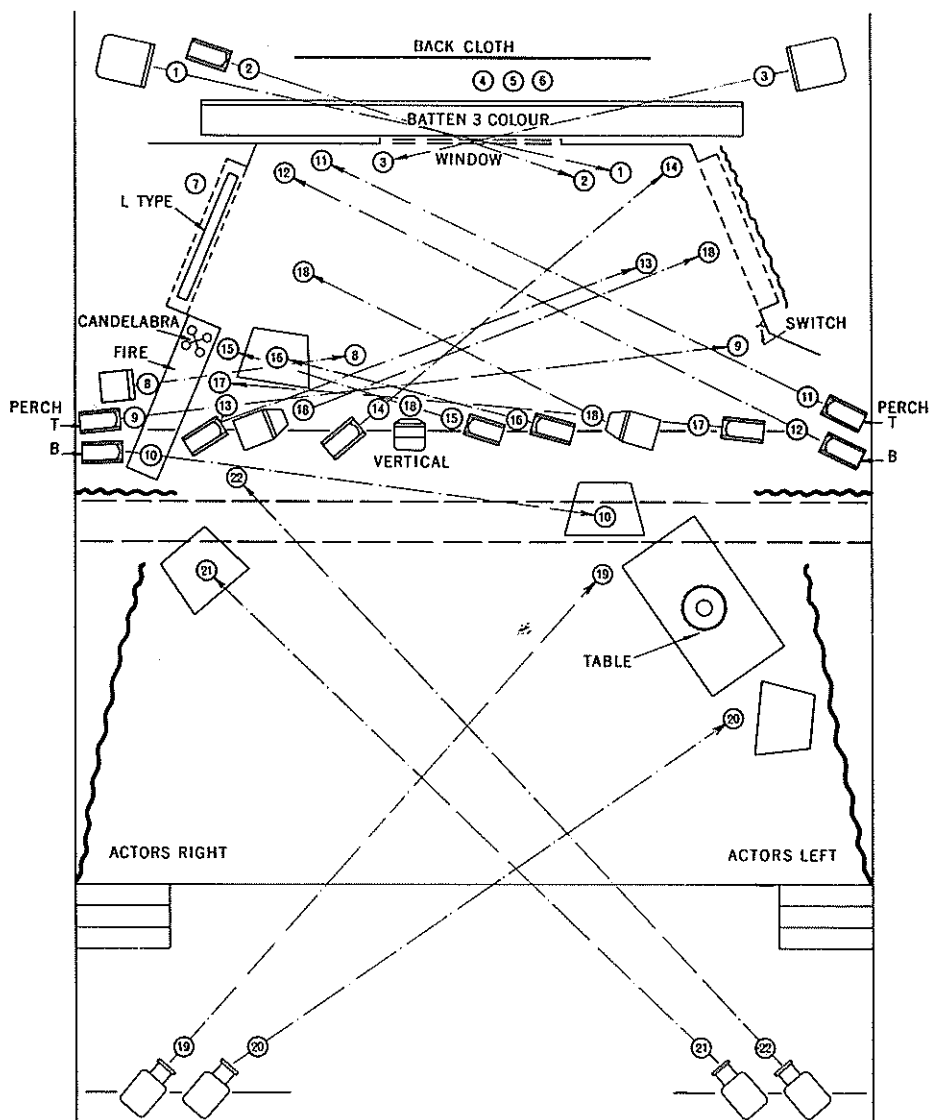 BACK CLOTH
1 2 3
4 5 6
BATTEN 3 COLOUR
3 WINDOW 2 1
7 12 11 14
L TYPE
18 13 18
CANDELABRA
SWITCH
FIRE
15 16 8 9
8 17
PERCH
T
9 13 18 14 18 15 16 18 17 12 11
PERCH
T
B
10
VERTICAL
B
22
10
21 19
TABLE
20
ACTORS RIGHT
ACTORS LEFT
19 20 21 22